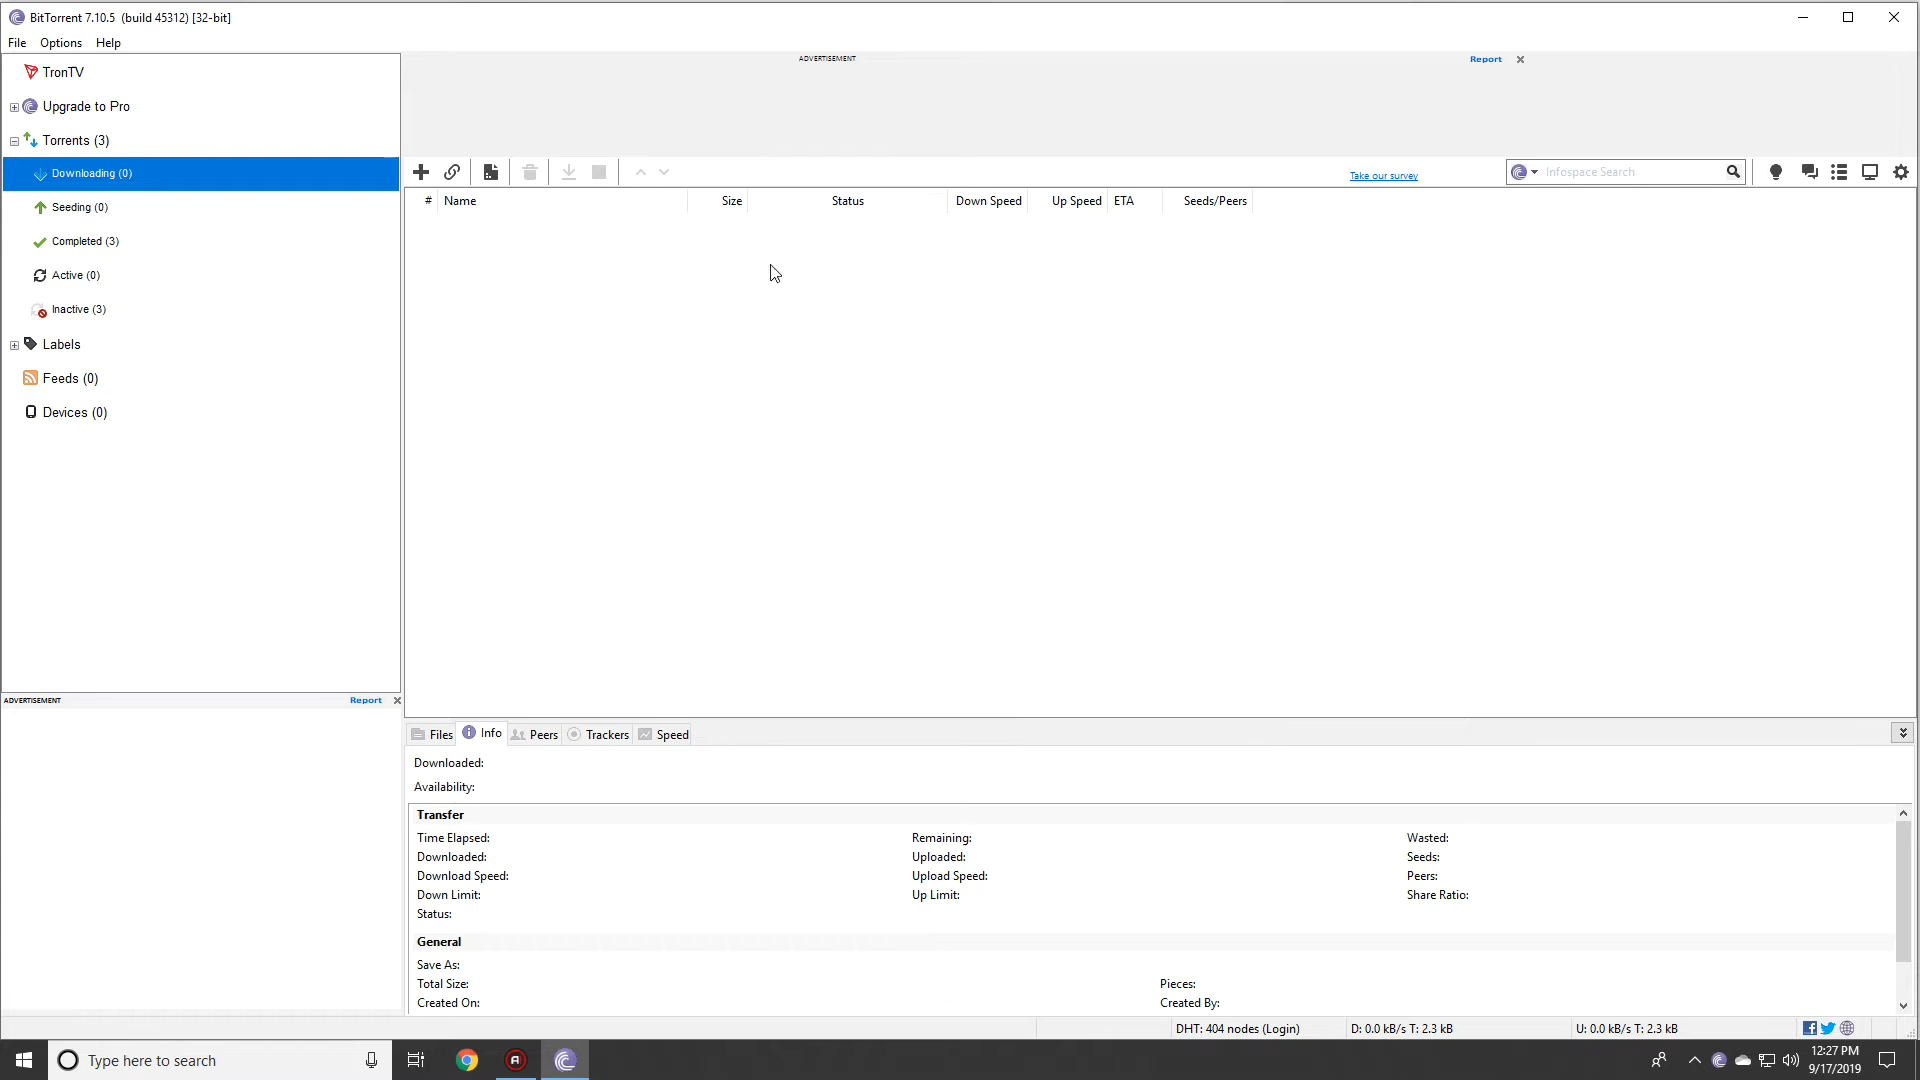 BitTorrent 7.10.5 (build 45312) [32-bit]
File Options Help
TronTV
Upgrade to Pro
Torrents (3)
Downloading (0)
Seeding (0)
Completed (3)
Active (0)
Inactive (3)
Labels
Feeds (0)
Devices (0)
ADVERTISEMENT Report
ADVERTISEMENT Report
Take our survey
Infospace Search
# Name Size Status Down Speed Up Speed ETA Seeds/Peers
Files Info Peers Trackers Speed
Downloaded:
Availability:
Transfer
Time Elapsed: Remaining: Wasted:
Downloaded: Uploaded: Seeds:
Download Speed: Upload Speed: Peers:
Down Limit: Up Limit: Share Ratio:
Status:
General
Save As:
Total Size: Pieces:
Created On: Created By:
DHT: 404 nodes (Login) D: 0.0 kB/s T: 2.3 kB U: 0.0 kB/s T: 2.3 kB
Type here to search
12:27 PM
9/17/2019